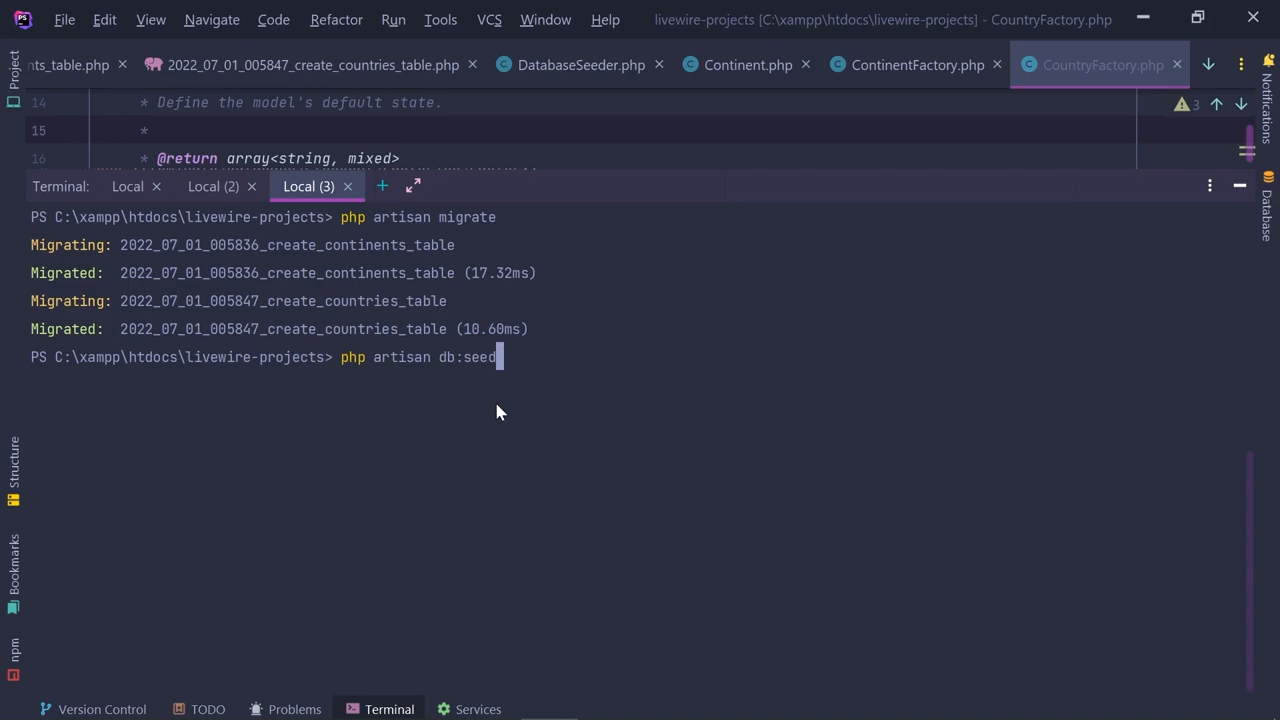 File Edit View Navigate Code Refactor Run Tools VCS Window Help livewire-projects [C:\xampp\htdocs\livewire-projects] - CountryFactory.php
nts_table.php 2022_07_01_005847_create_countries_table.php DatabaseSeeder.php Continent.php ContinentFactory.php CountryFactory.php
Project
Notifications
14 * Define the model's default state. 3
15 *
16 * @return array<string, mixed>
Terminal: Local Local (2) Local (3)
Database
PS C:\xampp\htdocs\livewire-projects> php artisan migrate
Migrating: 2022_07_01_005836_create_continents_table
Migrated: 2022_07_01_005836_create_continents_table (17.32ms)
Migrating: 2022_07_01_005847_create_countries_table
Migrated: 2022_07_01_005847_create_countries_table (10.60ms)
PS C:\xampp\htdocs\livewire-projects> php artisan db:seed
Structure
Bookmarks
npm
Version Control TODO Problems Terminal Services